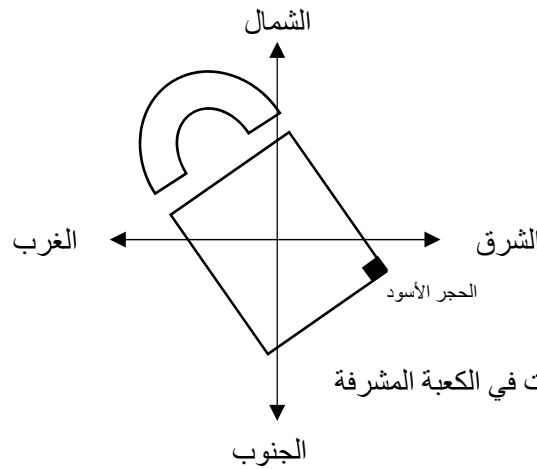 الشمال
الشرق
الغرب
الحجر الأسود
في الكعبة المشرفة
الجنوب